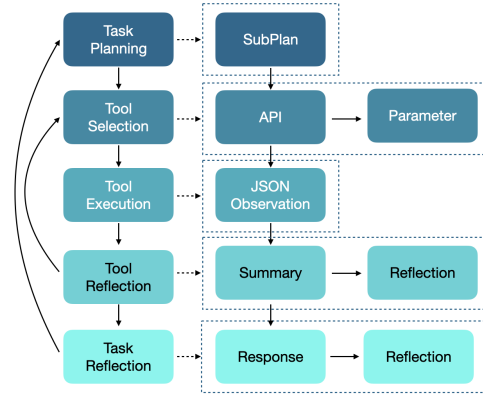 Task
Planning
SubPlan
Tool
Selection
API
Parameter
Tool
Execution
JSON
Observation
Tool
Reflection
Summary
Reflection
Task
Reflection
Response
Reflection